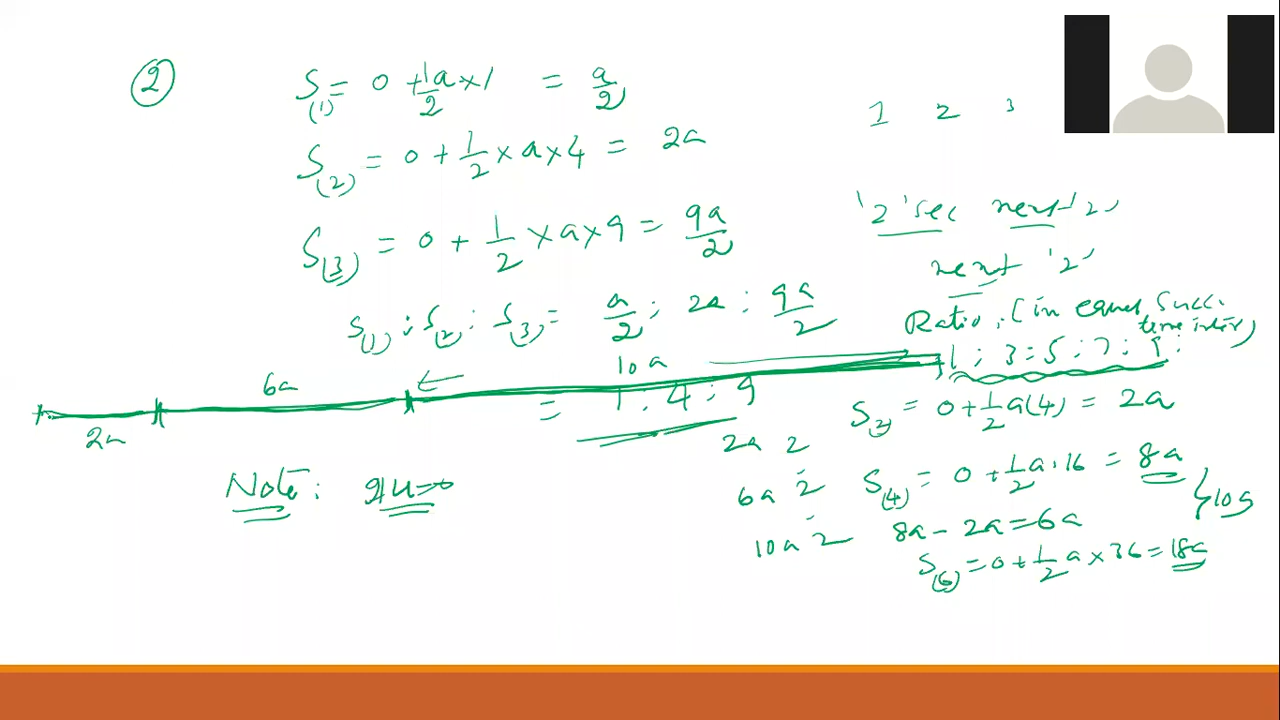 ②
S(1) = 0 + 1/2 a × 1 = a/2
S(2) = 0 + 1/2 × a × 4 = 2a
S(3) = 0 + 1/2 × a × 9 = 9a/2
S(1) : S(2) : S(3) = a/2 : 2a : 9a/2
= 1 : 4 : 9
2a 6a 10a
Note: If u=0
1 2 3
'2' sec next '2'
next '2'
Ratio. (in equal Succ. time interv)
1 : 3 : 5 : 7 : 9 :
S(2) = 0 + 1/2 a(4) = 2a
S(4) = 0 + 1/2 a · 16 = 8a
8a - 2a = 6a
S(6) = 0 + 1/2 a × 36 = 18a
2a 2
6a 2
10a 2